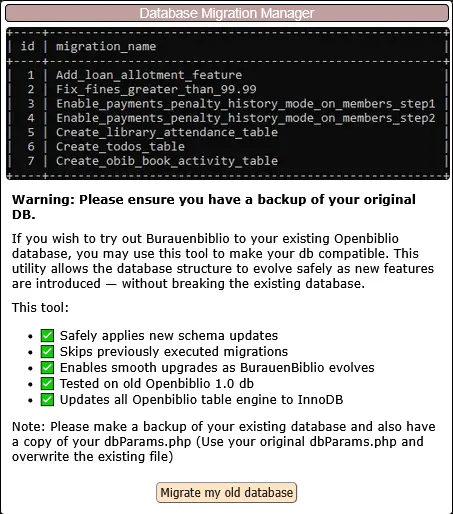 Database Migration Manager
+----+--------------------------------------------------+
| id | migration_name |
+----+--------------------------------------------------+
| 1 | Add_loan_allotment_feature
| 2 | Fix_fines_greater_than_99.99
| 3 | Enable_payments_penalty_history_mode_on_members_step1
| 4 | Enable_payments_penalty_history_mode_on_members_step2
| 5 | Create_library_attendance_table
| 6 | Create_todos_table
| 7 | Create_obib_book_activity_table
+----+--------------------------------------------------+
Warning: Please ensure you have a backup of your original
DB.
If you wish to try out Burauenbiblio to your existing Openbiblio
database, you may use this tool to make your db compatible. This
utility allows the database structure to evolve safely as new features
are introduced — without breaking the existing database.
This tool:
• ✅ Safely applies new schema updates
• ✅ Skips previously executed migrations
• ✅ Enables smooth upgrades as BurauenBiblio evolves
• ✅ Tested on old Openbiblio 1.0 db
• ✅ Updates all Openbiblio table engine to InnoDB
Note: Please make a backup of your existing database and also have
a copy of your dbParams.php (Use your original dbParams.php and
overwrite the existing file)
Migrate my old database